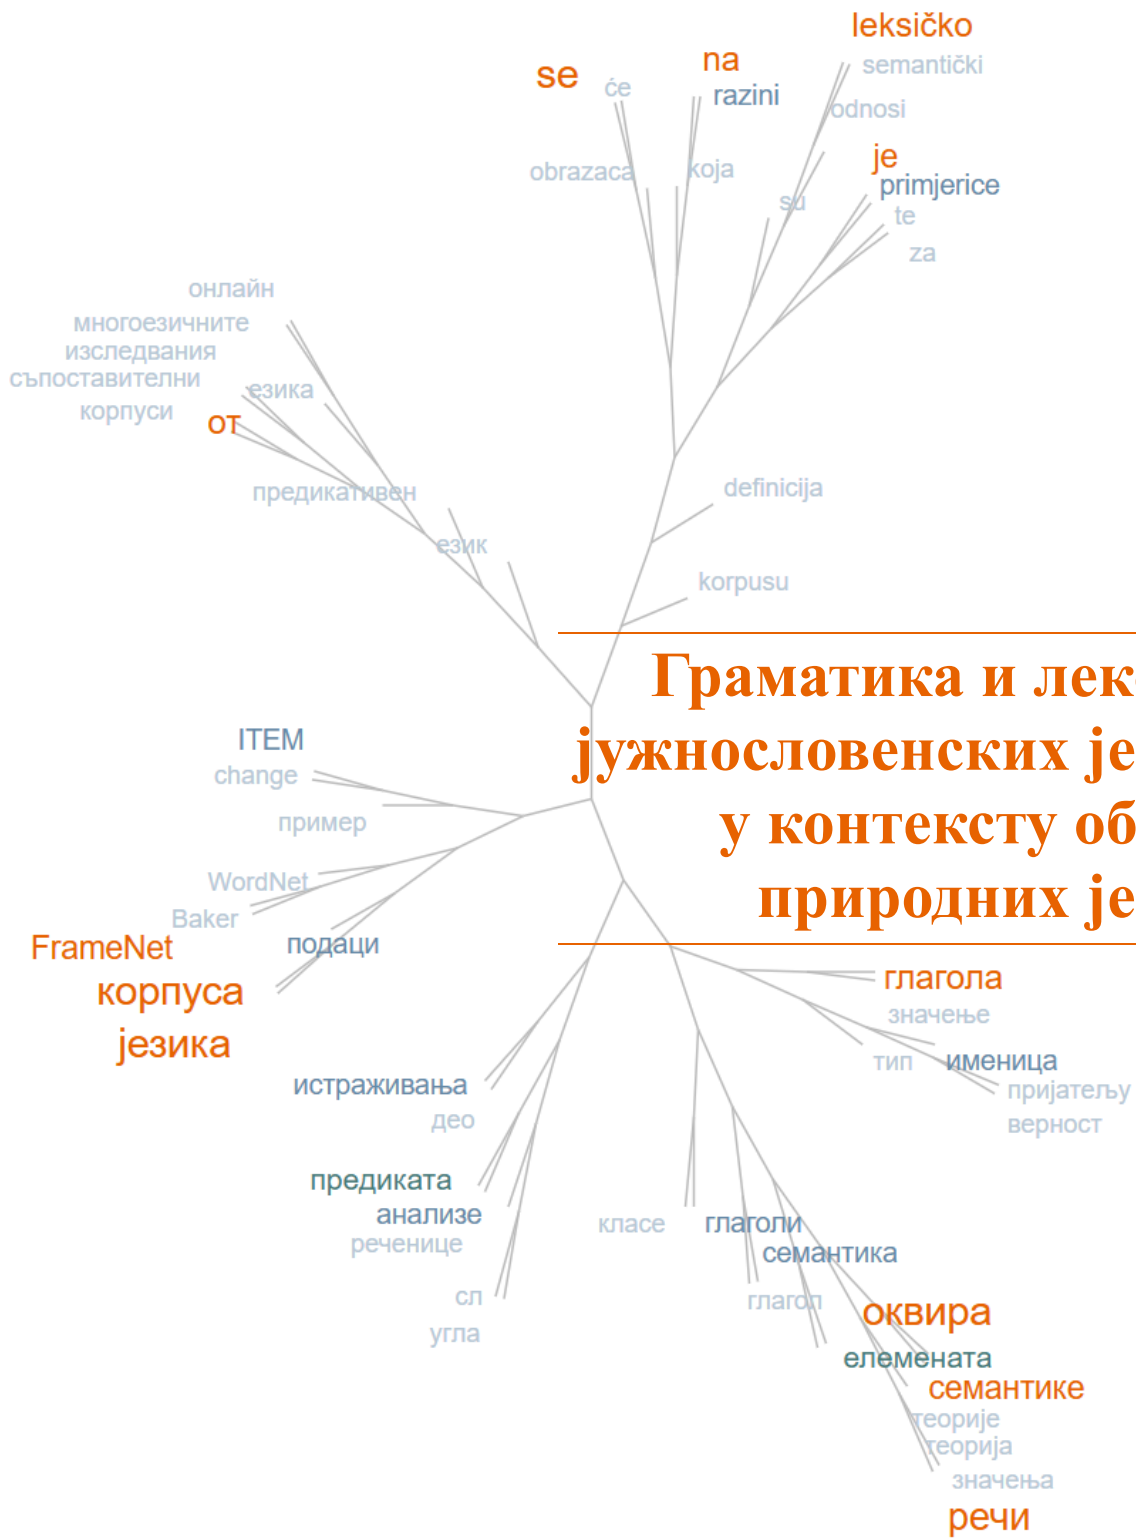 leksičko
se
na
semantički
će
razini
odnosi
je
obrazaca
koja
primjerice
su
te
za
онлайн
многоезичните
изследвания
съпоставителни
езика
корпуси
от
предикативен
definicija
език
korpusu
Граматика и лек
јужнословенских је
у контексту об
природних је
ITEM
change
пример
WordNet
Baker
FrameNet
подаци
корпуса
језика
глагола
значење
тип
именица
пријатељу
верност
истраживања
део
предиката
анализе
реченице
класе
глаголи
семантика
сл
глагол
угла
оквира
елемената
семантике
теорије
теорија
значења
речи